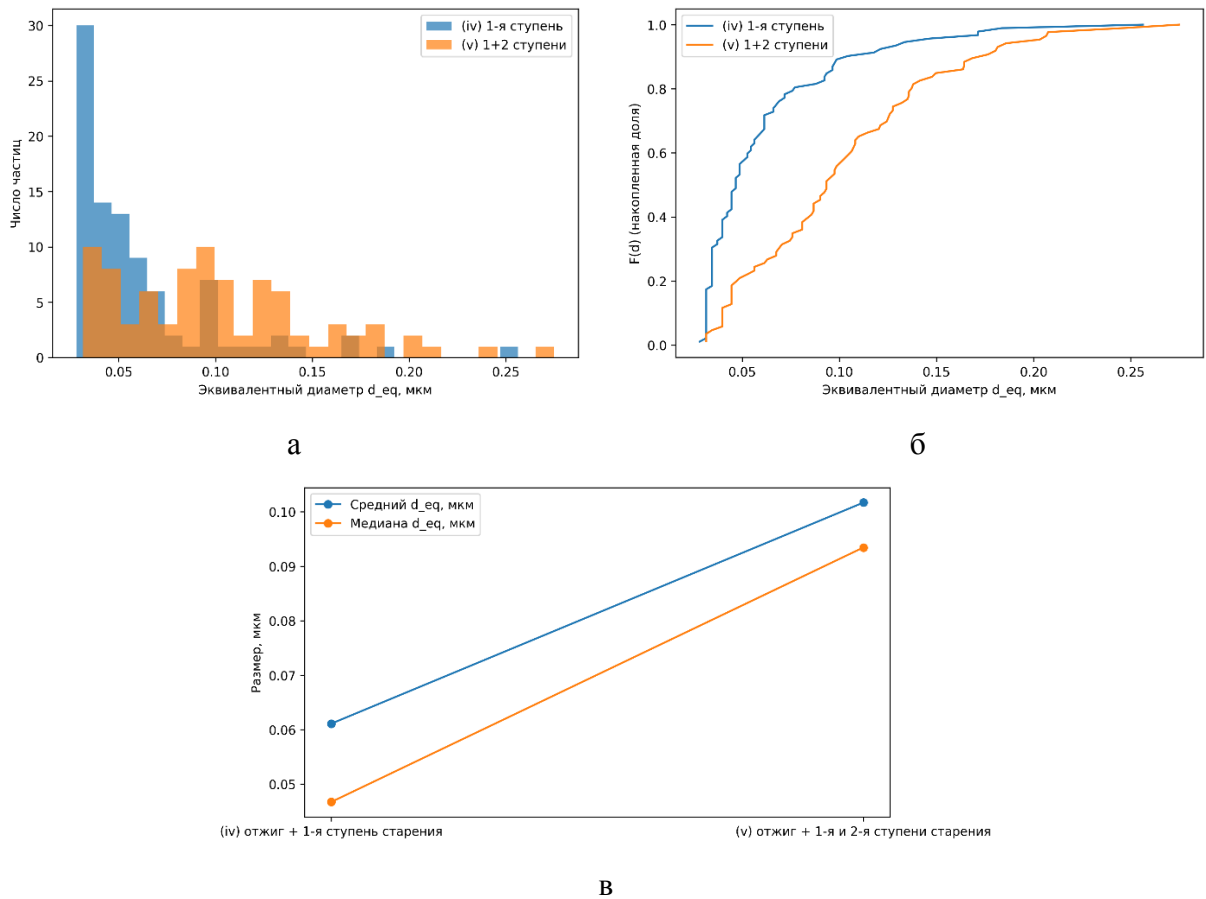 (iv) 1-я ступень
(v) 1+2 ступени
Число частиц
30
25
20
15
10
5
0
0.05
0.10
0.15
0.20
0.25
Эквивалентный диаметр d_eq, мкм
а
(iv) 1-я ступень
(v) 1+2 ступени
F(d) (накопленная доля)
1.0
0.8
0.6
0.4
0.2
0.0
0.05
0.10
0.15
0.20
0.25
Эквивалентный диаметр d_eq, мкм
б
Средний d_eq, мкм
Медиана d_eq, мкм
Размер, мкм
0.10
0.09
0.08
0.07
0.06
0.05
(iv) отжиг + 1-я ступень старения
(v) отжиг + 1-я и 2-я ступени старения
в